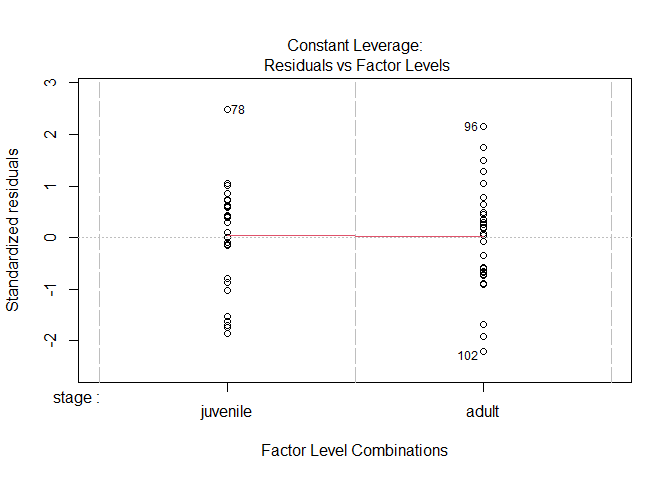 Constant Leverage:
Residuals vs Factor Levels
3
2
1
0
-1
-2
Standardized residuals
78
96
102
stage :
juvenile
adult
Factor Level Combinations